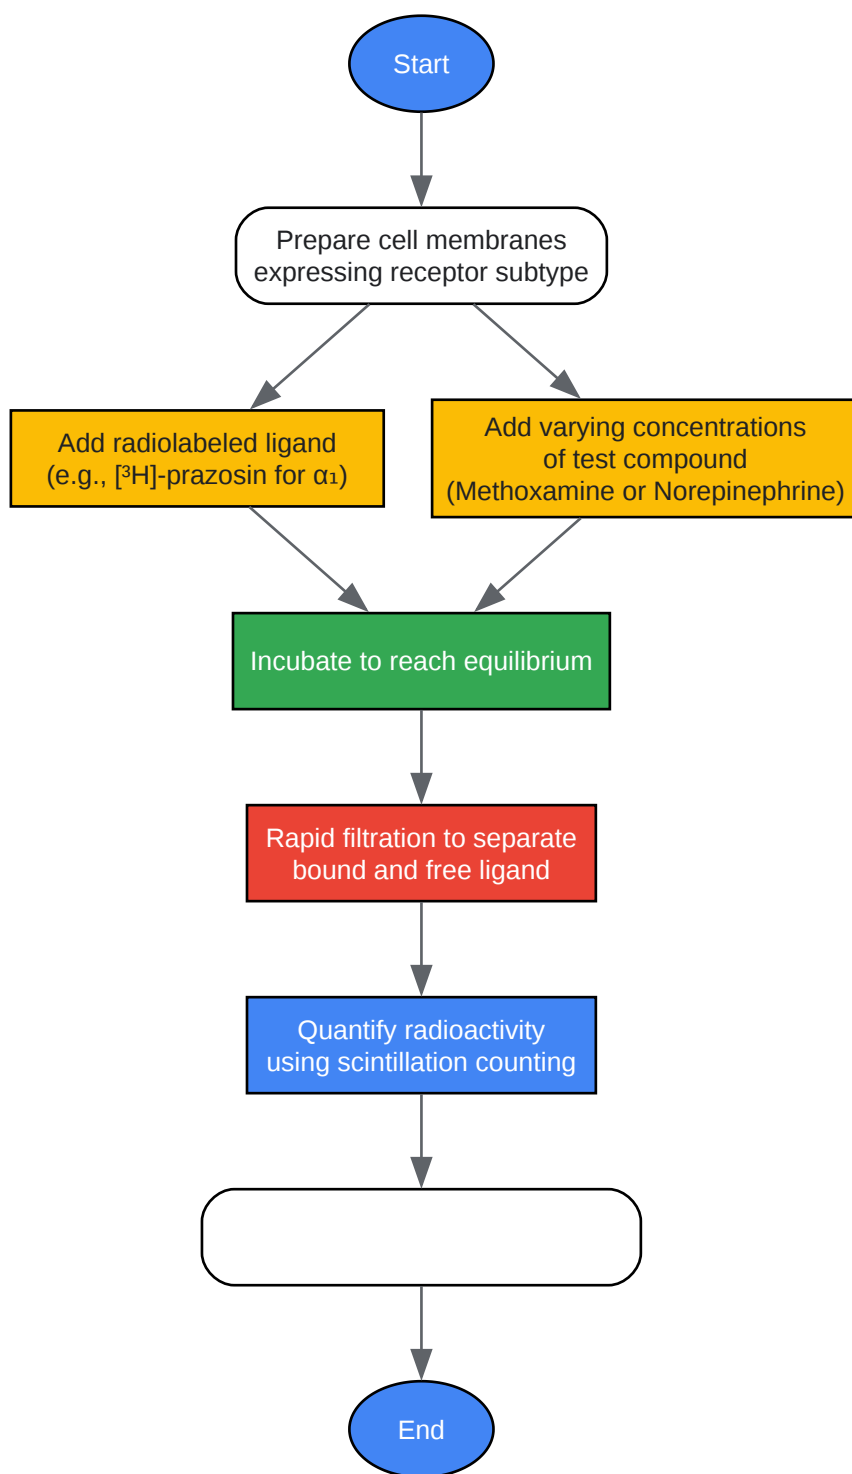 Start
Prepare cell membranes
expressing receptor subtype
Add radiolabeled ligand
(e.g., [³H]-prazosin for α₁)
Add varying concentrations
of test compound
(Methoxamine or Norepinephrine)
Incubate to reach equilibrium
Rapid filtration to separate
bound and free ligand
Quantify radioactivity
using scintillation counting
End